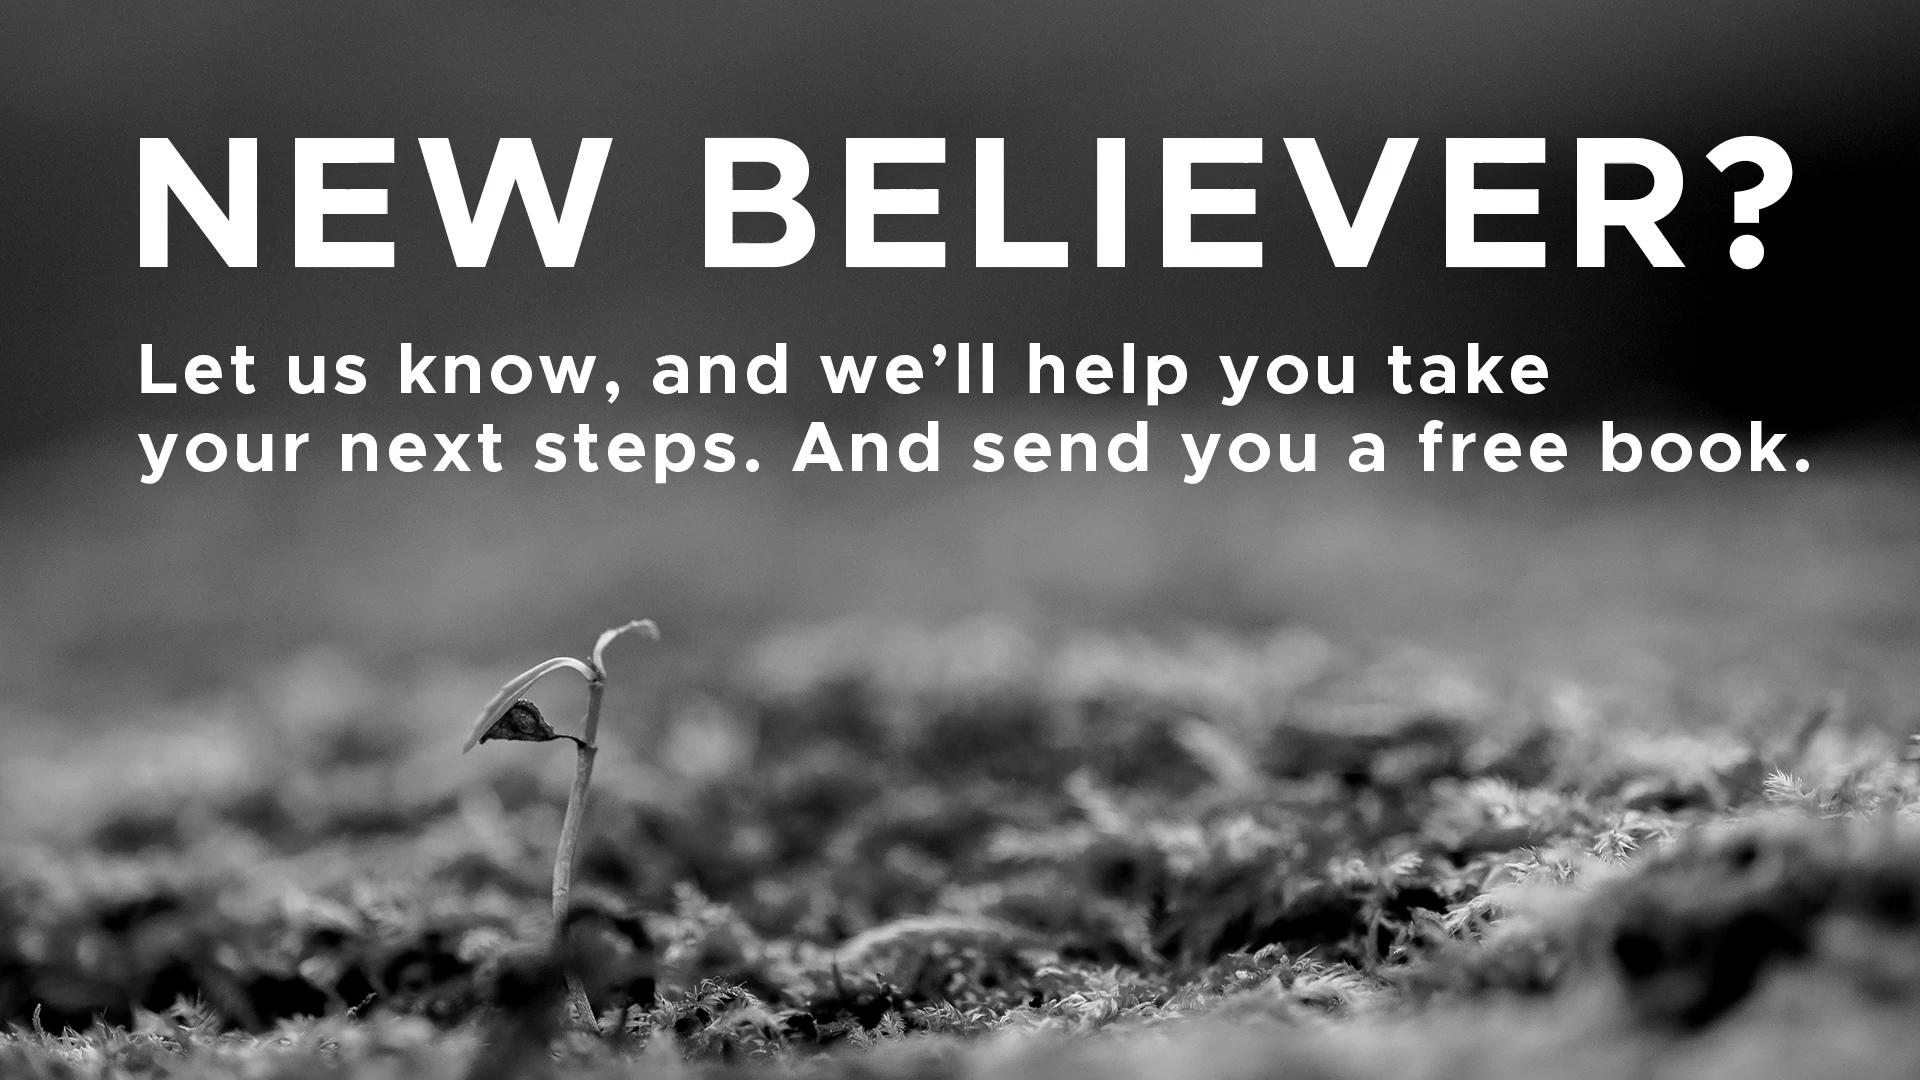 NEW BELIEVER?
Let us know, and we’ll help you take
your next steps. And send you a free book.